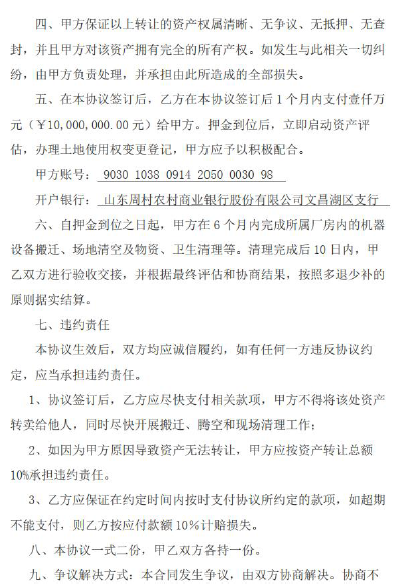 四、甲方保证以上转让的资产权属清晰、无争议、无抵押、无查
封，并且甲方对该资产拥有完全的所有产权。如发生与此相关一切纠
纷，由甲方负责处理，并承担由此所造成的全部损失。
五、在本协议签订后，乙方在本协议签订后1个月内支付壹仟万
元（￥10,000,000.00 元）给甲方。押金到位后，立即启动资产评
估，办理土地使用权变更登记，甲方应予以积极配合。
甲方账号： 9030 1038 0914 2050 0030 98
开户银行： 山东周村农村商业银行股份有限公司文昌湖区支行
六、自押金到位之日起，甲方在6个月内完成所属厂房内的机器
设备搬迁、场地清空及物资、卫生清理等。清理完成后10日内，甲
乙双方进行验收交接，并根据最终评估和协商结果，按照多退少补的
原则据实结算。
七、违约责任
本协议生效后，双方均应诚信履约，如有任何一方违反协议约
定，应当承担违约责任。
1、协议签订后，乙方应尽快支付相关款项，甲方不得将该处资产
转卖给他人，同时尽快开展搬迁、腾空和现场清理工作；
2、如因为甲方原因导致资产无法转让，甲方应按资产转让总额
10%承担违约责任。
3、乙方应保证在约定时间内按时支付协议所约定的款项，如超期
不能支付，则乙方按应付款额10％计赔损失。
八、本协议一式二份，甲乙双方各持一份。
九、争议解决方式：本合同发生争议，由双方协商解决。协商不